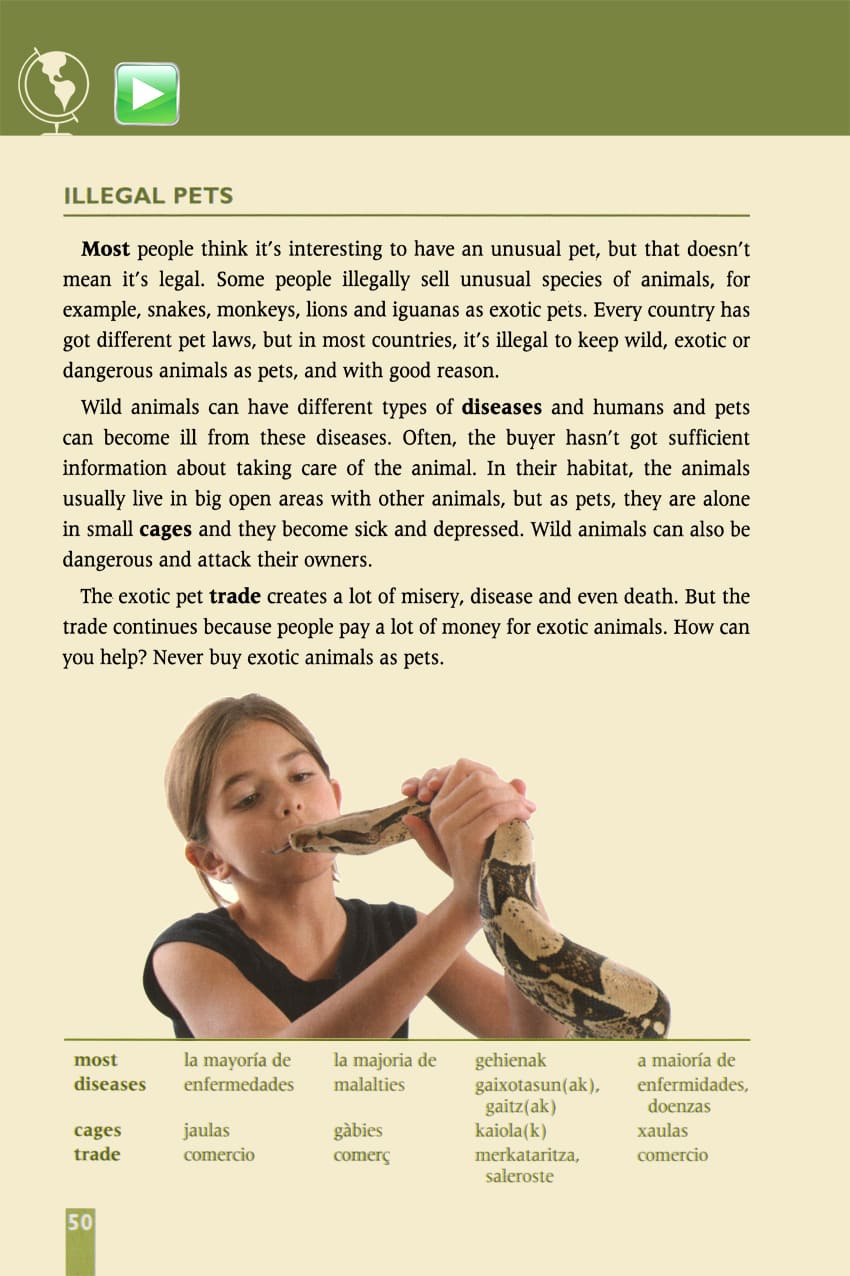 ILLEGAL PETS
Most people think it's interesting to have an unusual pet, but that doesn't
mean it's legal. Some people illegally sell unusual species of animals, for
example, snakes, monkeys, lions and iguanas as exotic pets. Every country has
got different pet laws, but in most countries, it's illegal to keep wild, exotic or
dangerous animals as pets, and with good reason.
Wild animals can have different types of diseases and humans and pets
can become ill from these diseases. Often, the buyer hasn't got sufficient
information about taking care of the animal. In their habitat, the animals
usually live in big open areas with other animals, but as pets, they are alone
in small cages and they become sick and depressed. Wild animals can also be
dangerous and attack their owners.
The exotic pet trade creates a lot of misery, disease and even death. But the
trade continues because people pay a lot of money for exotic animals. How can
you help? Never buy exotic animals as pets.
most la mayoría de la majoria de gehienak a maioría de
diseases enfermedades malalties gaixotasun(ak), enfermidades,
gaitz(ak) doenzas
cages jaulas gàbies kaiola(k) xaulas
trade comercio comerç merkataritza, comercio
saleroste
50